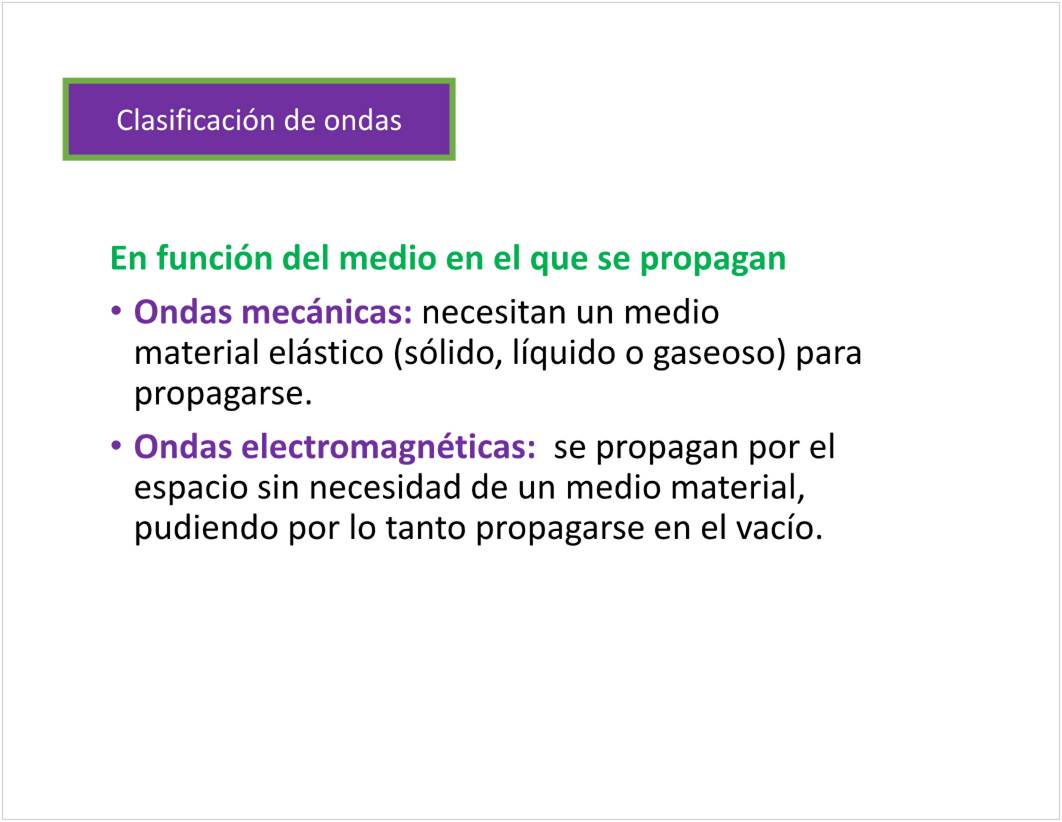 Clasificación de ondas
En función del medio en el que se propagan
• Ondas mecánicas: necesitan un medio
material elástico (sólido, líquido o gaseoso) para
propagarse.
• Ondas electromagnéticas:  se propagan por el
espacio sin necesidad de un medio material,
pudiendo por lo tanto propagarse en el vacío.